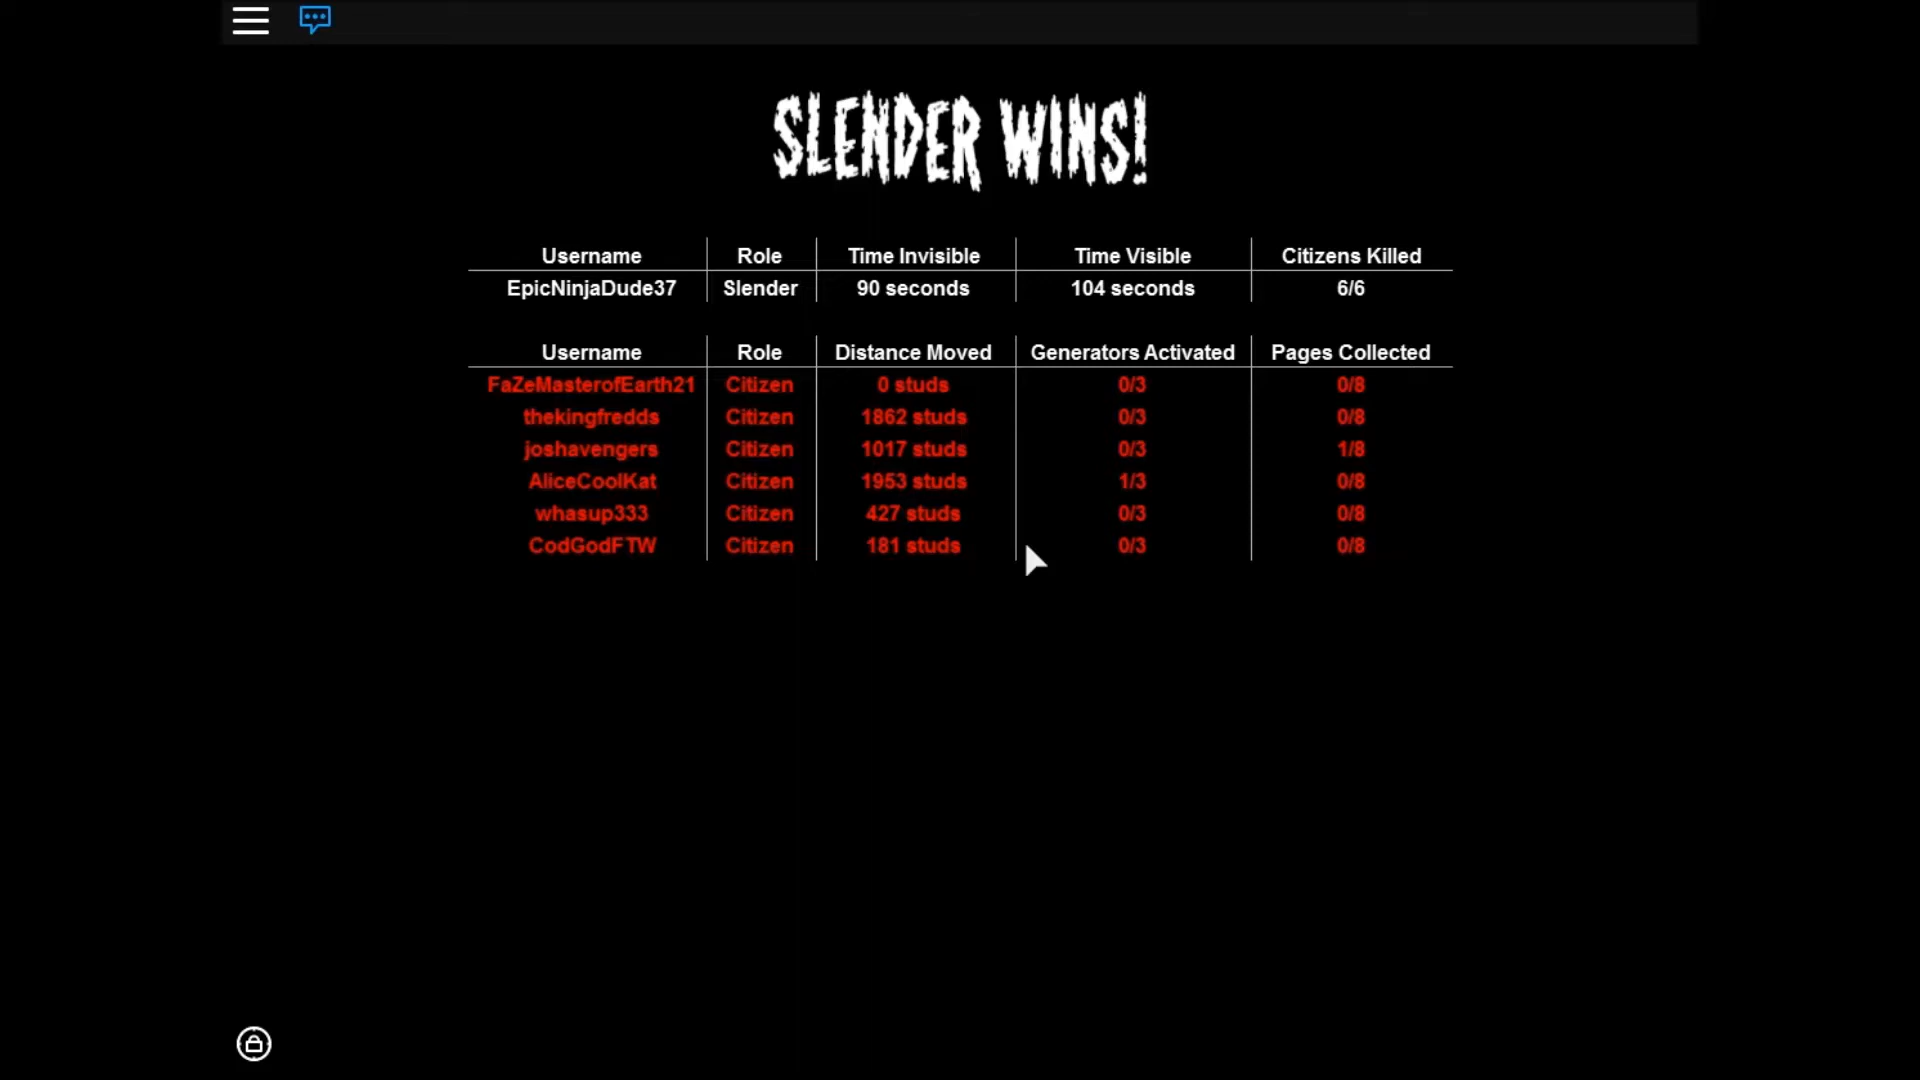 SLENDER WINS!
Username Role Time Invisible Time Visible Citizens Killed
EpicNinjaDude37 Slender 90 seconds 104 seconds 6/6
Username Role Distance Moved Generators Activated Pages Collected
FaZeMasterofEarth21 Citizen 0 studs 0/3 0/8
thekingfredds Citizen 1862 studs 0/3 0/8
joshavengers Citizen 1017 studs 0/3 1/8
AliceCoolKat Citizen 1953 studs 1/3 0/8
whasup333 Citizen 427 studs 0/3 0/8
CodGodFTW Citizen 181 studs 0/3 0/8